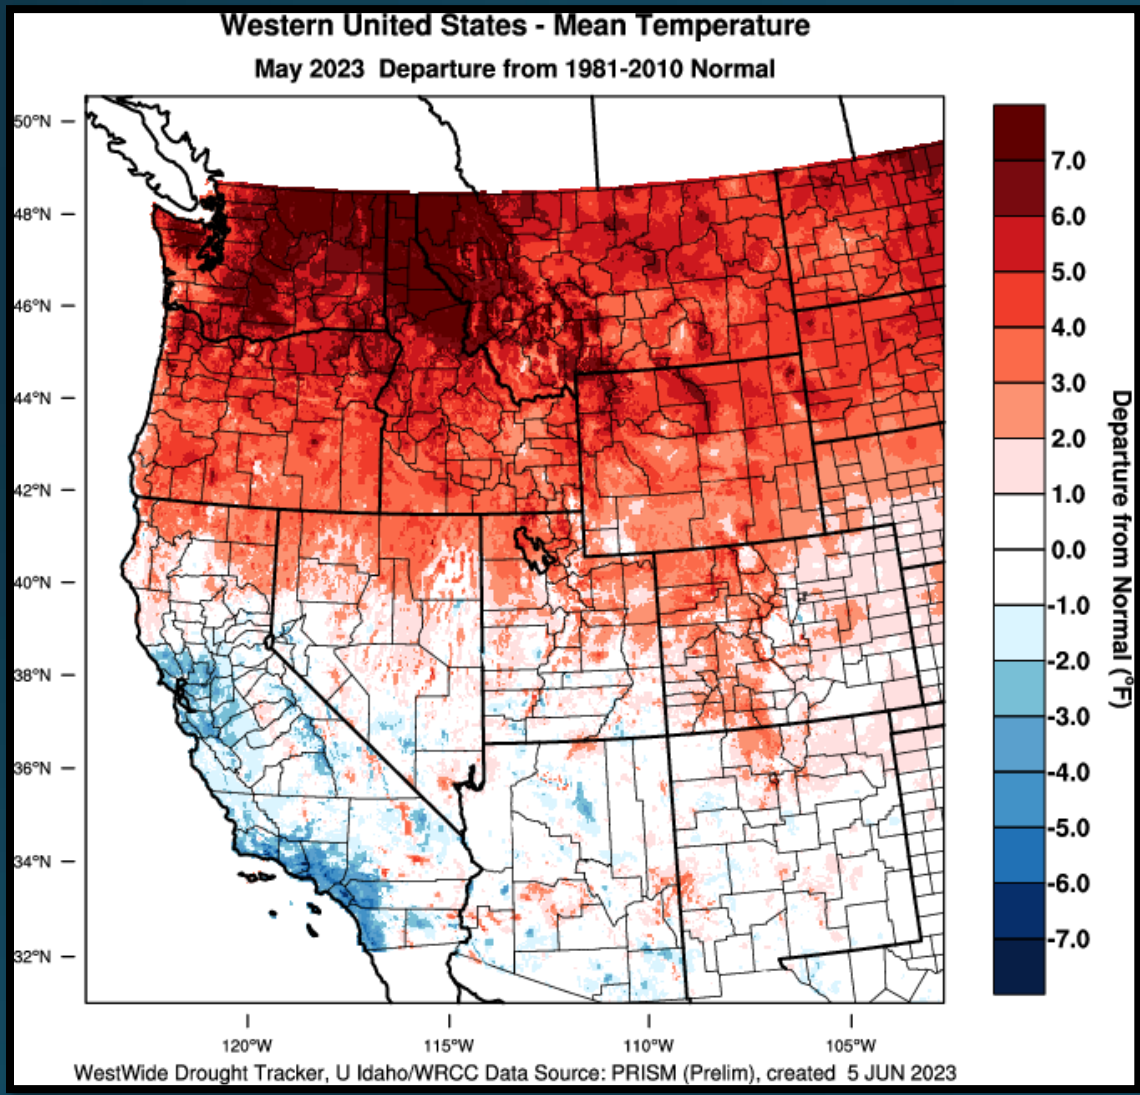 Western United States - Mean Temperature
May 2023 Departure from 1981-2010 Normal
50°N
48°N
46°N
44°N
42°N
40°N
38°N
36°N
34°N
32°N
120°W
115°W
110°W
105°W
7.0
6.0
5.0
4.0
3.0
2.0
1.0
0.0
-1.0
-2.0
-3.0
-4.0
-5.0
-6.0
-7.0
Departure from Normal (°F)
WestWide Drought Tracker, U Idaho/WRCC Data Source: PRISM (Prelim), created 5 JUN 2023